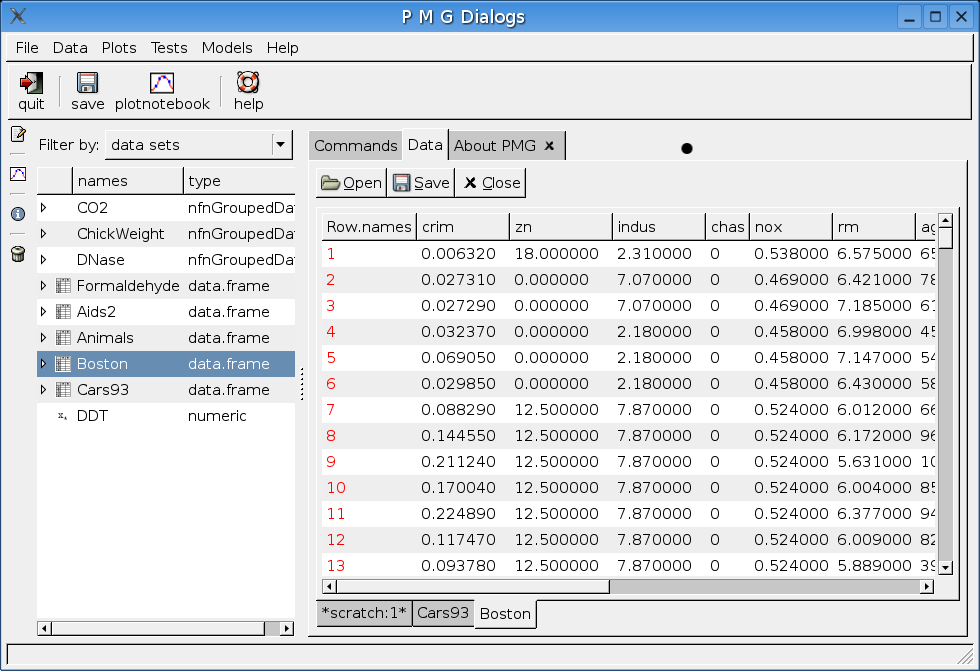 P M G Dialogs
File Data Plots Tests Models Help
quit save plotnotebook help
Filter by: data sets
Commands Data About PMG
names type
Open Save Close
CO2 nfnGroupedDa
ChickWeight nfnGroupedDa
DNase nfnGroupedDa
Formaldehyde data.frame
Aids2 data.frame
Animals data.frame
Boston data.frame
Cars93 data.frame
DDT numeric
Row.names crim zn indus chas nox rm ag
1 0.006320 18.000000 2.310000 0 0.538000 6.575000 65
2 0.027310 0.000000 7.070000 0 0.469000 6.421000 78
3 0.027290 0.000000 7.070000 0 0.469000 7.185000 61
4 0.032370 0.000000 2.180000 0 0.458000 6.998000 45
5 0.069050 0.000000 2.180000 0 0.458000 7.147000 54
6 0.029850 0.000000 2.180000 0 0.458000 6.430000 58
7 0.088290 12.500000 7.870000 0 0.524000 6.012000 66
8 0.144550 12.500000 7.870000 0 0.524000 6.172000 96
9 0.211240 12.500000 7.870000 0 0.524000 5.631000 10
10 0.170040 12.500000 7.870000 0 0.524000 6.004000 85
11 0.224890 12.500000 7.870000 0 0.524000 6.377000 94
12 0.117470 12.500000 7.870000 0 0.524000 6.009000 82
13 0.093780 12.500000 7.870000 0 0.524000 5.889000 39
*scratch:1* Cars93 Boston